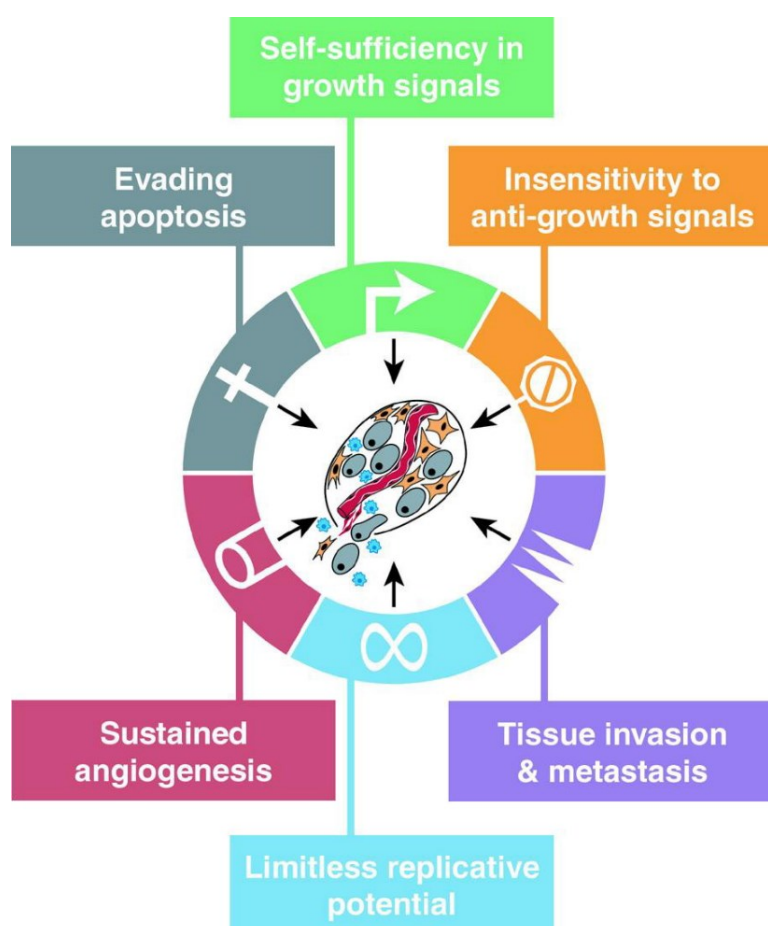 Self-sufficiency in
growth signals
Evading
apoptosis
Insensitivity to
anti-growth signals
Sustained
angiogenesis
Tissue invasion
& metastasis
Limitless replicative
potential